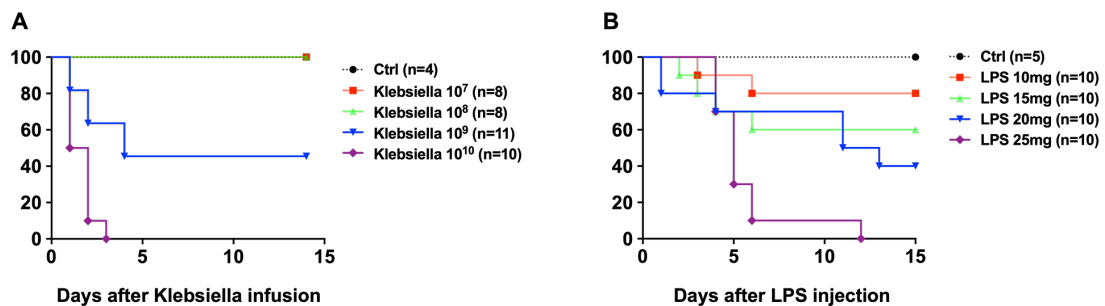 A
100
80
60
40
20
0
0 5 10 15
Days after Klebsiella infusion
Ctrl (n=4)
Klebsiella 10⁷ (n=8)
Klebsiella 10⁸ (n=8)
Klebsiella 10⁹ (n=11)
Klebsiella 10¹⁰ (n=10)
B
100
80
60
40
20
0
0 5 10 15
Days after LPS injection
Ctrl (n=5)
LPS 10mg (n=10)
LPS 15mg (n=10)
LPS 20mg (n=10)
LPS 25mg (n=10)